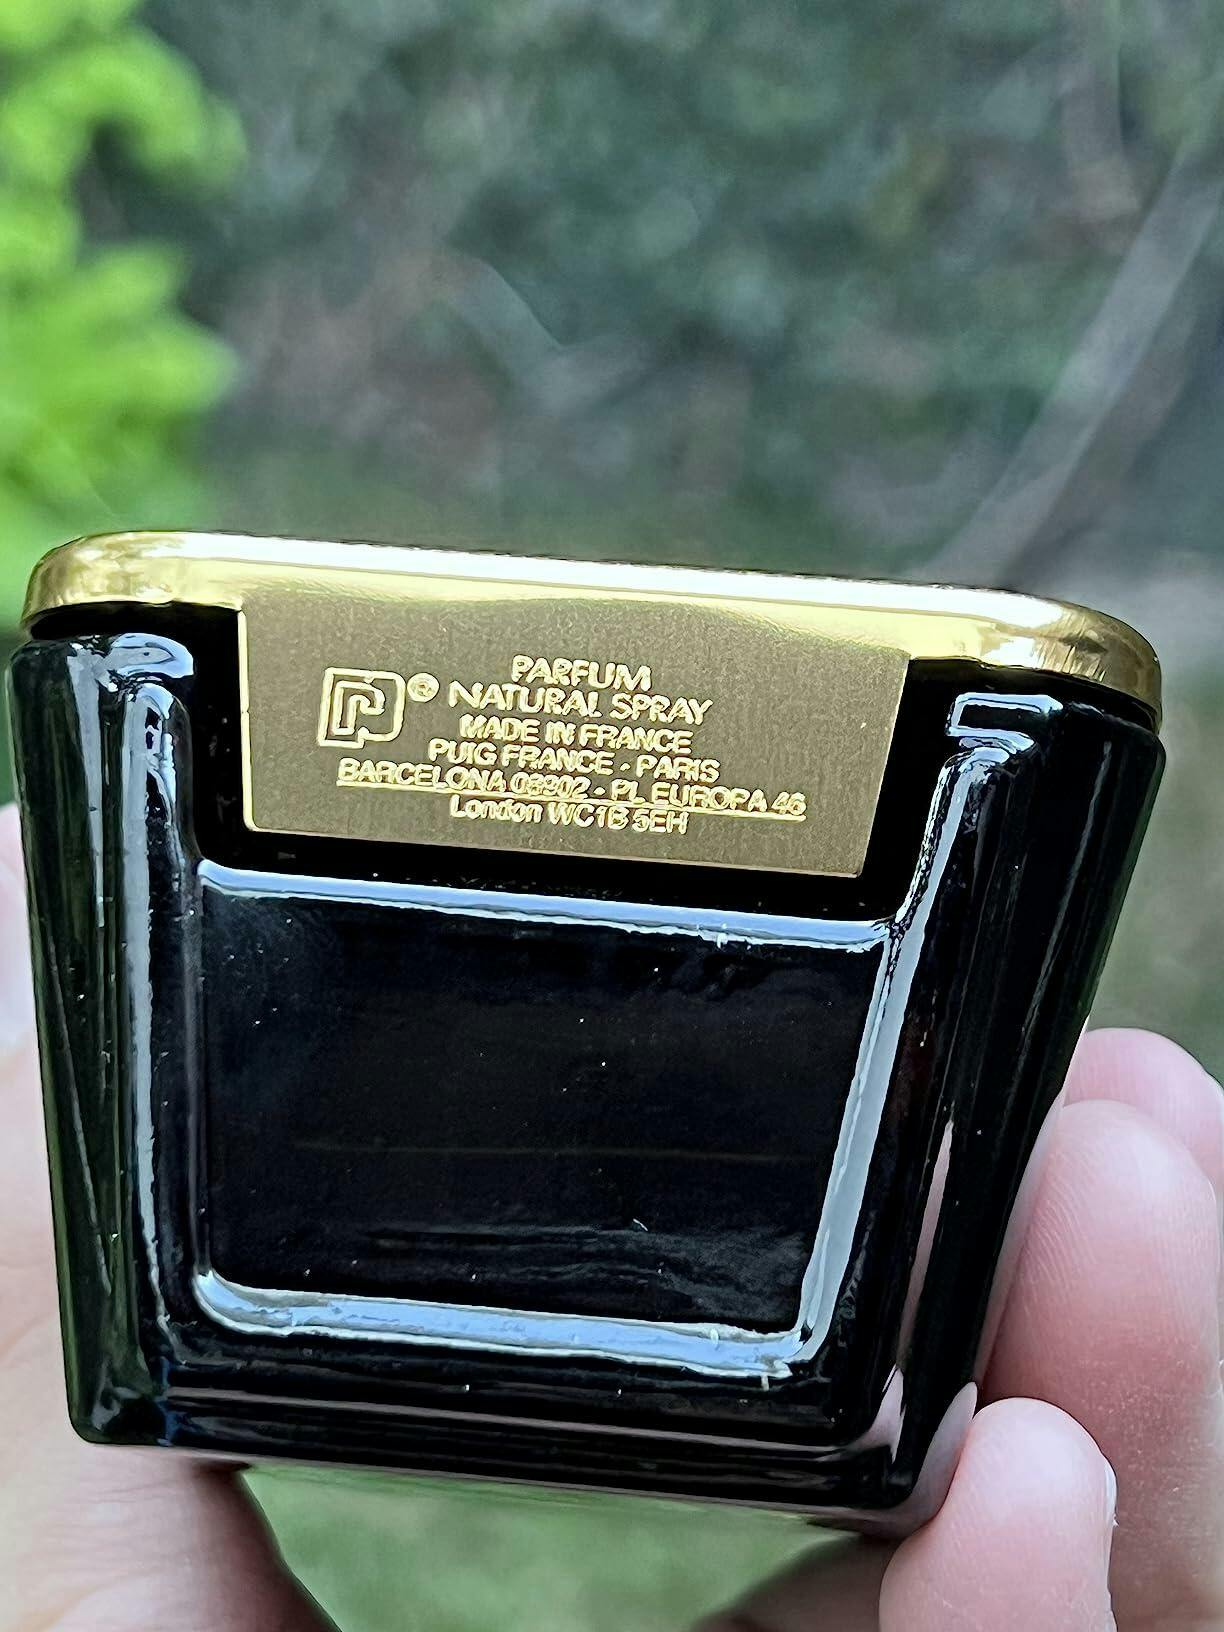 PARFUM
® NATURAL SPRAY
MADE IN FRANCE
PUIG FRANCE · PARIS
BARCELONA 08902 · PL EUROPA 46
London WC1B 5EH